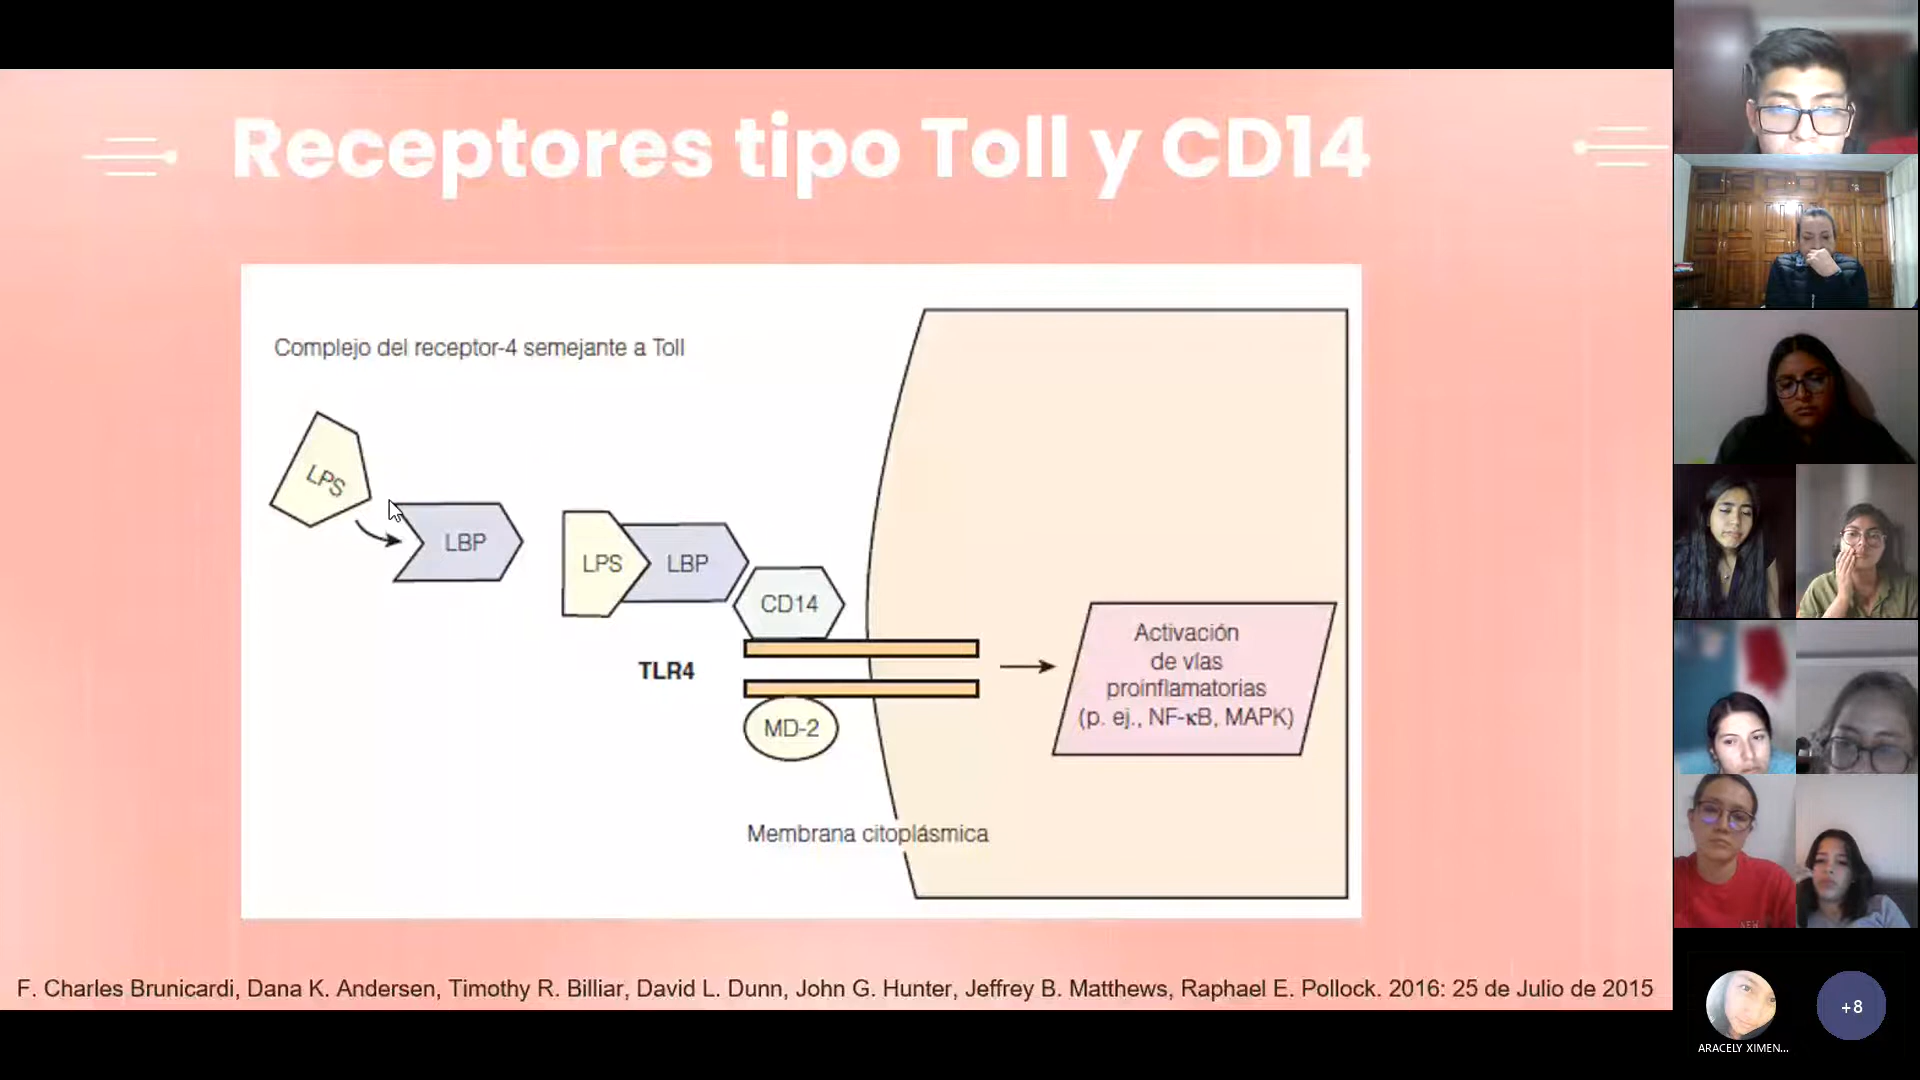 Receptores tipo Toll y CD14
Complejo del receptor-4 semejante a Toll
LPS
LBP
LPS
LBP
CD14
TLR4
MD-2
Activación
de vías
proinflamatorias
(p. ej., NF-κB, MAPK)
Membrana citoplásmica
F. Charles Brunicardi, Dana K. Andersen, Timothy R. Billiar, David L. Dunn, John G. Hunter, Jeffrey B. Matthews, Raphael E. Pollock. 2016: 25 de Julio de 2015
ARACELY XIMEN...
+8